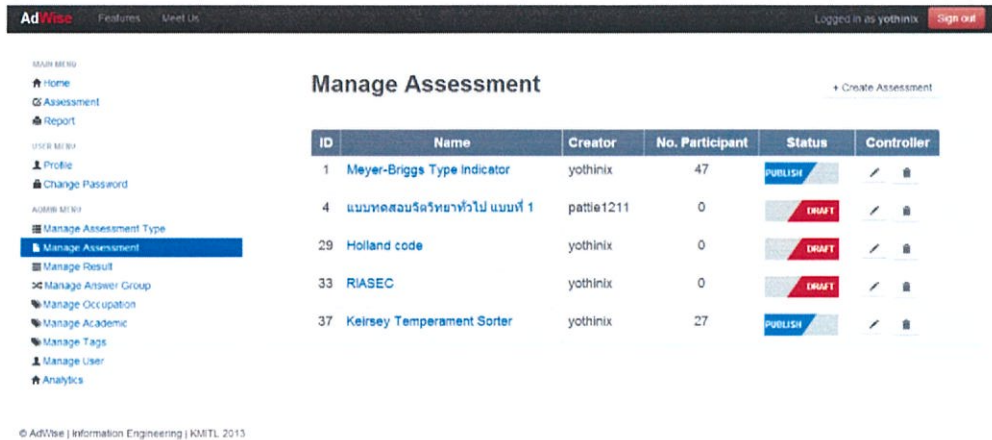 AdWise Features Meet Us Logged in as yothinix Sign out
MAIN MENU
Home
Assessment
Report
USER MENU
Profile
Change Password
ADMIN MENU
Manage Assessment Type
Manage Assessment
Manage Result
Manage Answer Group
Manage Occupation
Manage Academic
Manage Tags
Manage User
Analytics
Manage Assessment
+ Create Assessment
ID Name Creator No. Participant Status Controller
1 Meyer-Briggs Type Indicator yothinix 47 PUBLISH
4 แบบทดสอบจิตวิทยาทั่วไป แบบที่ 1 pattie1211 0 DRAFT
29 Holland code yothinix 0 DRAFT
33 RIASEC yothinix 0 DRAFT
37 Keirsey Temperament Sorter yothinix 27 PUBLISH
© AdWise | Information Engineering | KMITL 2013